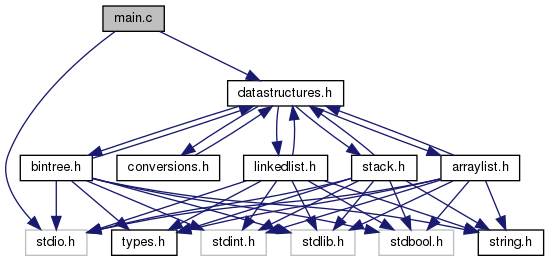 main.c
datastructures.h
bintree.h
conversions.h
linkedlist.h
stack.h
arraylist.h
stdio.h
types.h
stdint.h
stdlib.h
stdbool.h
string.h